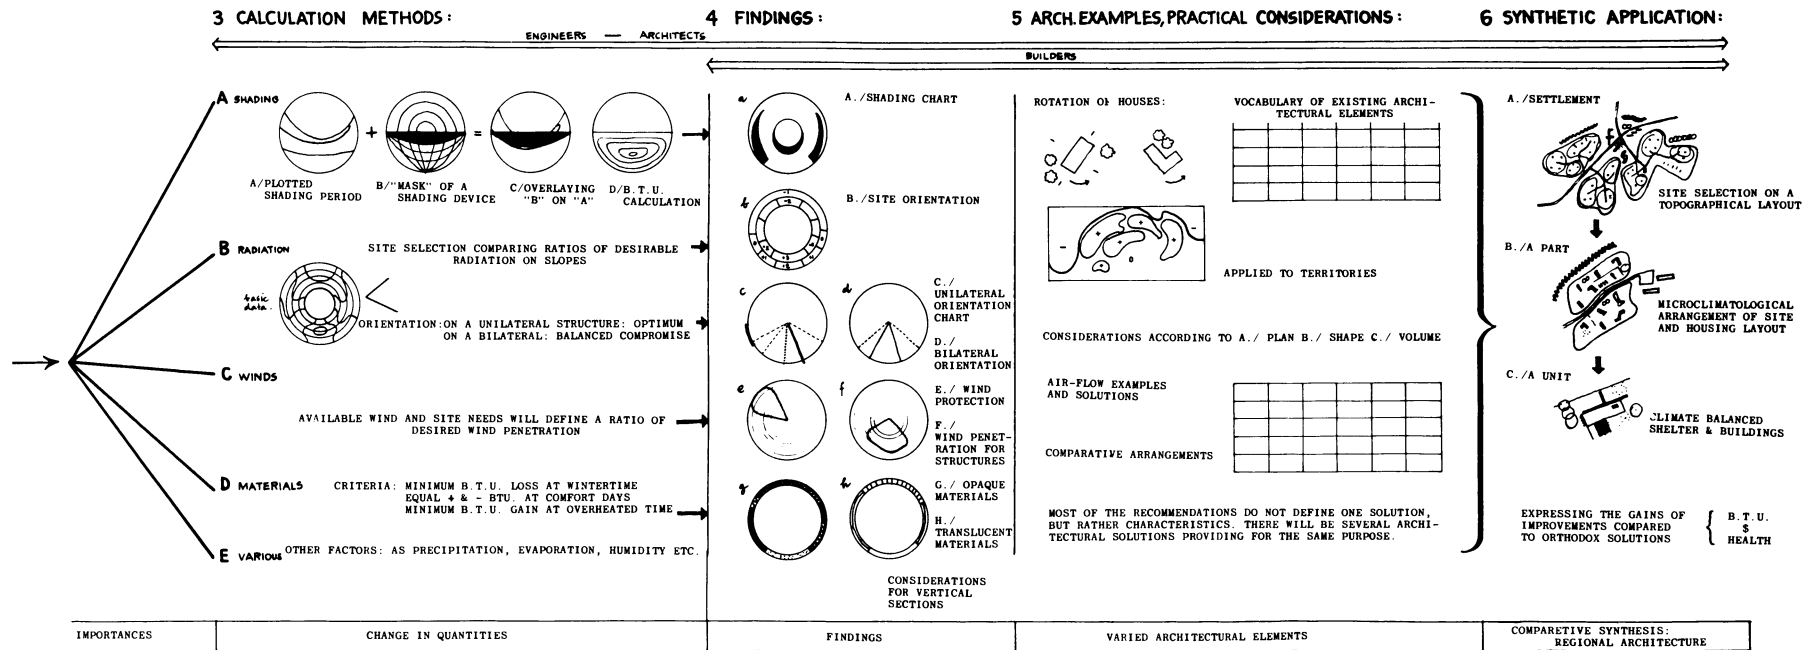 3 CALCULATION METHODS:
4 FINDINGS:
5 ARCH. EXAMPLES, PRACTICAL CONSIDERATIONS:
6 SYNTHETIC APPLICATION:
ENGINEERS — ARCHITECTS
BUILDERS
A SHADING
+
=
A/PLOTTED
SHADING PERIOD
B/"MASK" OF A
SHADING DEVICE
C/OVERLAYING
"B" ON "A"
D/B.T.U.
CALCULATION
B RADIATION
SITE SELECTION COMPARING RATIOS OF DESIRABLE
RADIATION ON SLOPES
basic
data.
ORIENTATION: ON A UNILATERAL STRUCTURE: OPTIMUM
ON A BILATERAL: BALANCED COMPROMISE
C WINDS
AVAILABLE WIND AND SITE NEEDS WILL DEFINE A RATIO OF
DESIRED WIND PENETRATION
D MATERIALS
CRITERIA: MINIMUM B.T.U. LOSS AT WINTERTIME
EQUAL + & - BTU. AT COMFORT DAYS
MINIMUM B.T.U. GAIN AT OVERHEATED TIME
E VARIOUS
OTHER FACTORS: AS PRECIPITATION, EVAPORATION, HUMIDITY ETC.
a
A./SHADING CHART
b
B./SITE ORIENTATION
c
d
C./
UNILATERAL
ORIENTATION
CHART
D./
BILATERAL
ORIENTATION
e
f
E./ WIND
PROTECTION
F./
WIND PENET-
RATION FOR
STRUCTURES
g
h
G./ OPAQUE
MATERIALS
H./
TRANSLUCENT
MATERIALS
CONSIDERATIONS
FOR VERTICAL
SECTIONS
ROTATION OF HOUSES:
VOCABULARY OF EXISTING ARCHI-
TECTURAL ELEMENTS
APPLIED TO TERRITORIES
CONSIDERATIONS ACCORDING TO A./ PLAN B./ SHAPE C./ VOLUME
AIR-FLOW EXAMPLES
AND SOLUTIONS
COMPARATIVE ARRANGEMENTS
MOST OF THE RECOMMENDATIONS DO NOT DEFINE ONE SOLUTION,
BUT RATHER CHARACTERISTICS. THERE WILL BE SEVERAL ARCHI-
TECTURAL SOLUTIONS PROVIDING FOR THE SAME PURPOSE.
A./SETTLEMENT
SITE SELECTION ON A
TOPOGRAPHICAL LAYOUT
B./A PART
MICROCLIMATOLOGICAL
ARRANGEMENT OF SITE
AND HOUSING LAYOUT
C./A UNIT
CLIMATE BALANCED
SHELTER & BUILDINGS
EXPRESSING THE GAINS OF
IMPROVEMENTS COMPARED
TO ORTHODOX SOLUTIONS
B.T.U.
$
HEALTH
IMPORTANCES
CHANGE IN QUANTITIES
FINDINGS
VARIED ARCHITECTURAL ELEMENTS
COMPARETIVE SYNTHESIS:
REGIONAL ARCHITECTURE